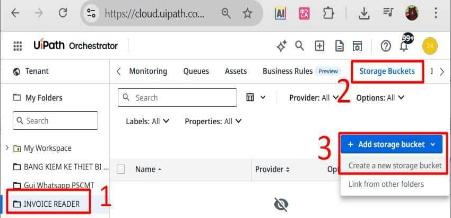 https://cloud.uipath.co...
UiPath Orchestrator
99+
Tenant
Monitoring Queues Assets Business Rules Preview Storage Buckets
My Folders
Search
Search
Provider: All Options: All
Labels: All Properties: All
2
3
+ Add storage bucket
Create a new storage bucket
Link from other folders
My Workspace
BANG KIEM KE THIET BI ...
Gui Whatsapp PSCMT
INVOICE READER
1
Name
Provider